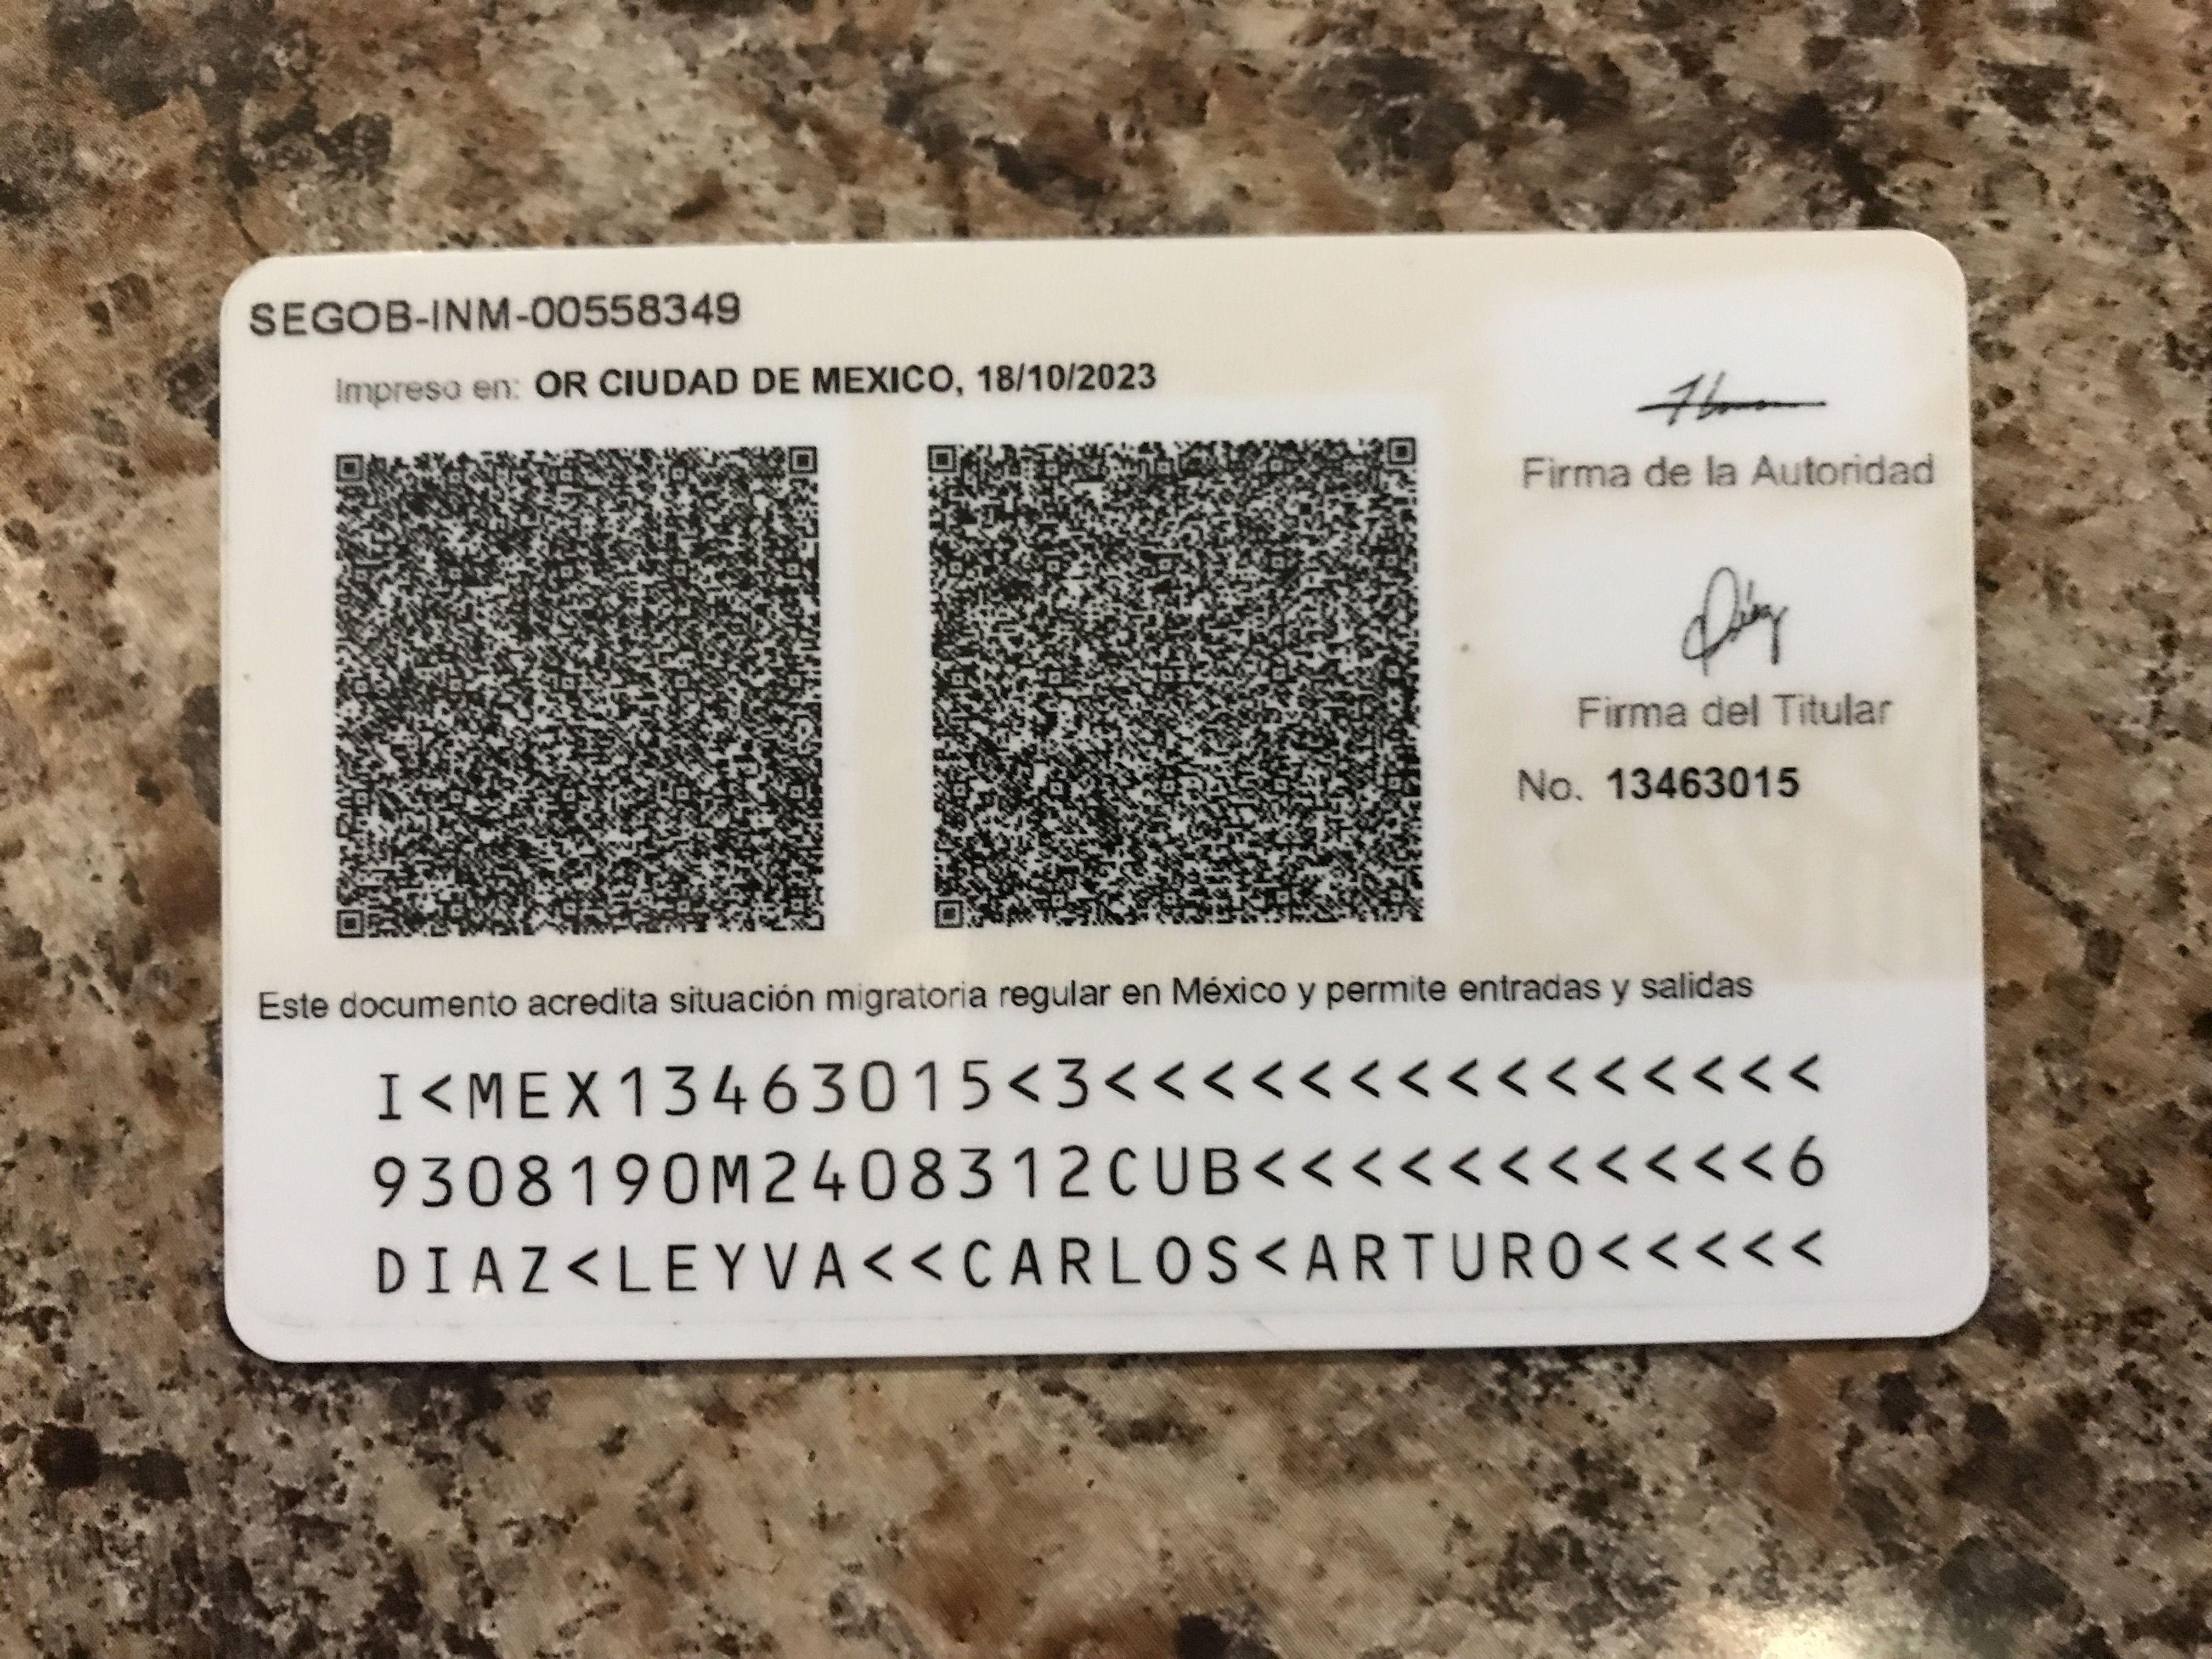 SEGOB-INM-00558349
Impreso en: OR CIUDAD DE MEXICO, 18/10/2023
Firma de la Autoridad
Díaz
Firma del Titular
No. 13463015
Este documento acredita situación migratoria regular en México y permite entradas y salidas
I<MEX13463015<3<<<<<<<<<<<<<<<
9308190M2408312CUB<<<<<<<<<<<6
DIAZ<LEYVA<<CARLOS<ARTURO<<<<<